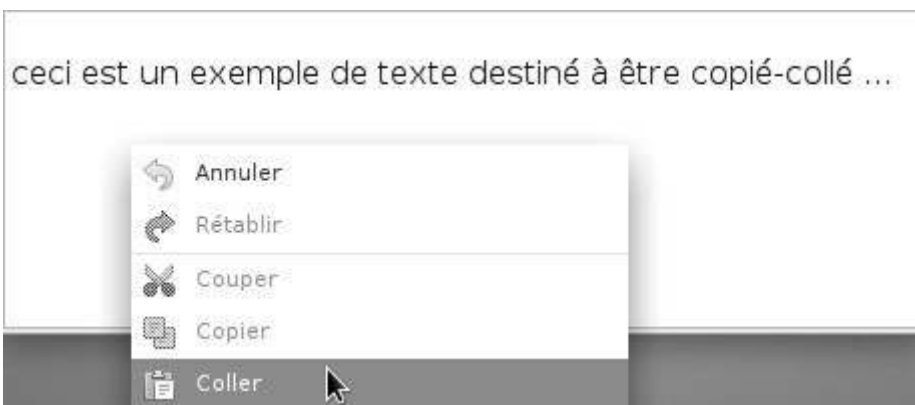 ceci est un exemple de texte destiné à être copié-collé ...
Annuler
Rétablir
Couper
Copier
Coller